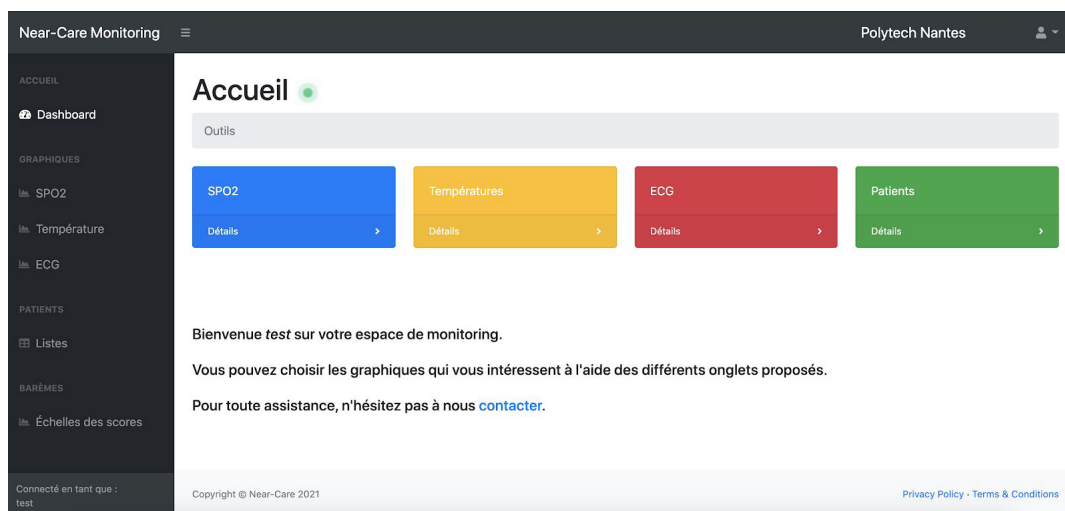 Near-Care Monitoring
Polytech Nantes
ACCUEIL
Dashboard
GRAPHIQUES
SPO2
Température
ECG
PATIENTS
Listes
BARÈMES
Échelles des scores
Connecté en tant que :
test
Accueil
Outils
SPO2
Détails
Températures
Détails
ECG
Détails
Patients
Détails
Bienvenue test sur votre espace de monitoring.
Vous pouvez choisir les graphiques qui vous intéressent à l'aide des différents onglets proposés.
Pour toute assistance, n'hésitez pas à nous contacter.
Copyright © Near-Care 2021
Privacy Policy · Terms & Conditions